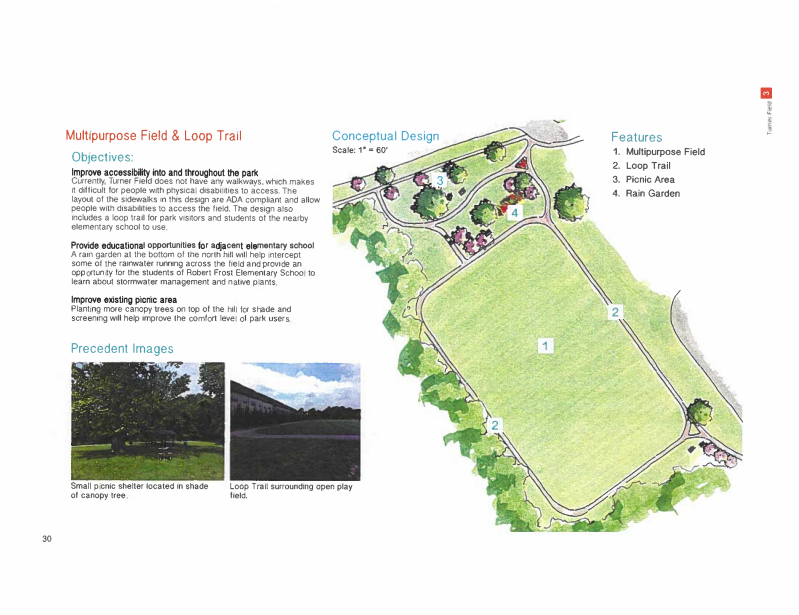 3
Turner Field
Multipurpose Field & Loop Trail
Objectives:
Improve accessibility into and throughout the park
Currently, Turner Field does not have any walkways, which makes
it difficult for people with physical disabilities to access. The
layout of the sidewalks in this design are ADA compliant and allow
people with disabilities to access the field. The design also
includes a loop trail for park visitors and students of the nearby
elementary school to use.
Provide educational opportunities for adjacent elementary school
A rain garden at the bottom of the north hill will help intercept
some of the rainwater running across the field and provide an
opportunity for the students of Robert Frost Elementary School to
learn about stormwater management and native plants.
Improve existing picnic area
Planting more canopy trees on top of the hill for shade and
screening will help improve the comfort level of park users.
Precedent Images
Small picnic shelter located in shade
of canopy tree.
Loop Trail surrounding open play
field.
Conceptual Design
Scale: 1" = 60'
3
4
2
1
2
Features
1. Multipurpose Field
2. Loop Trail
3. Picnic Area
4. Rain Garden
30